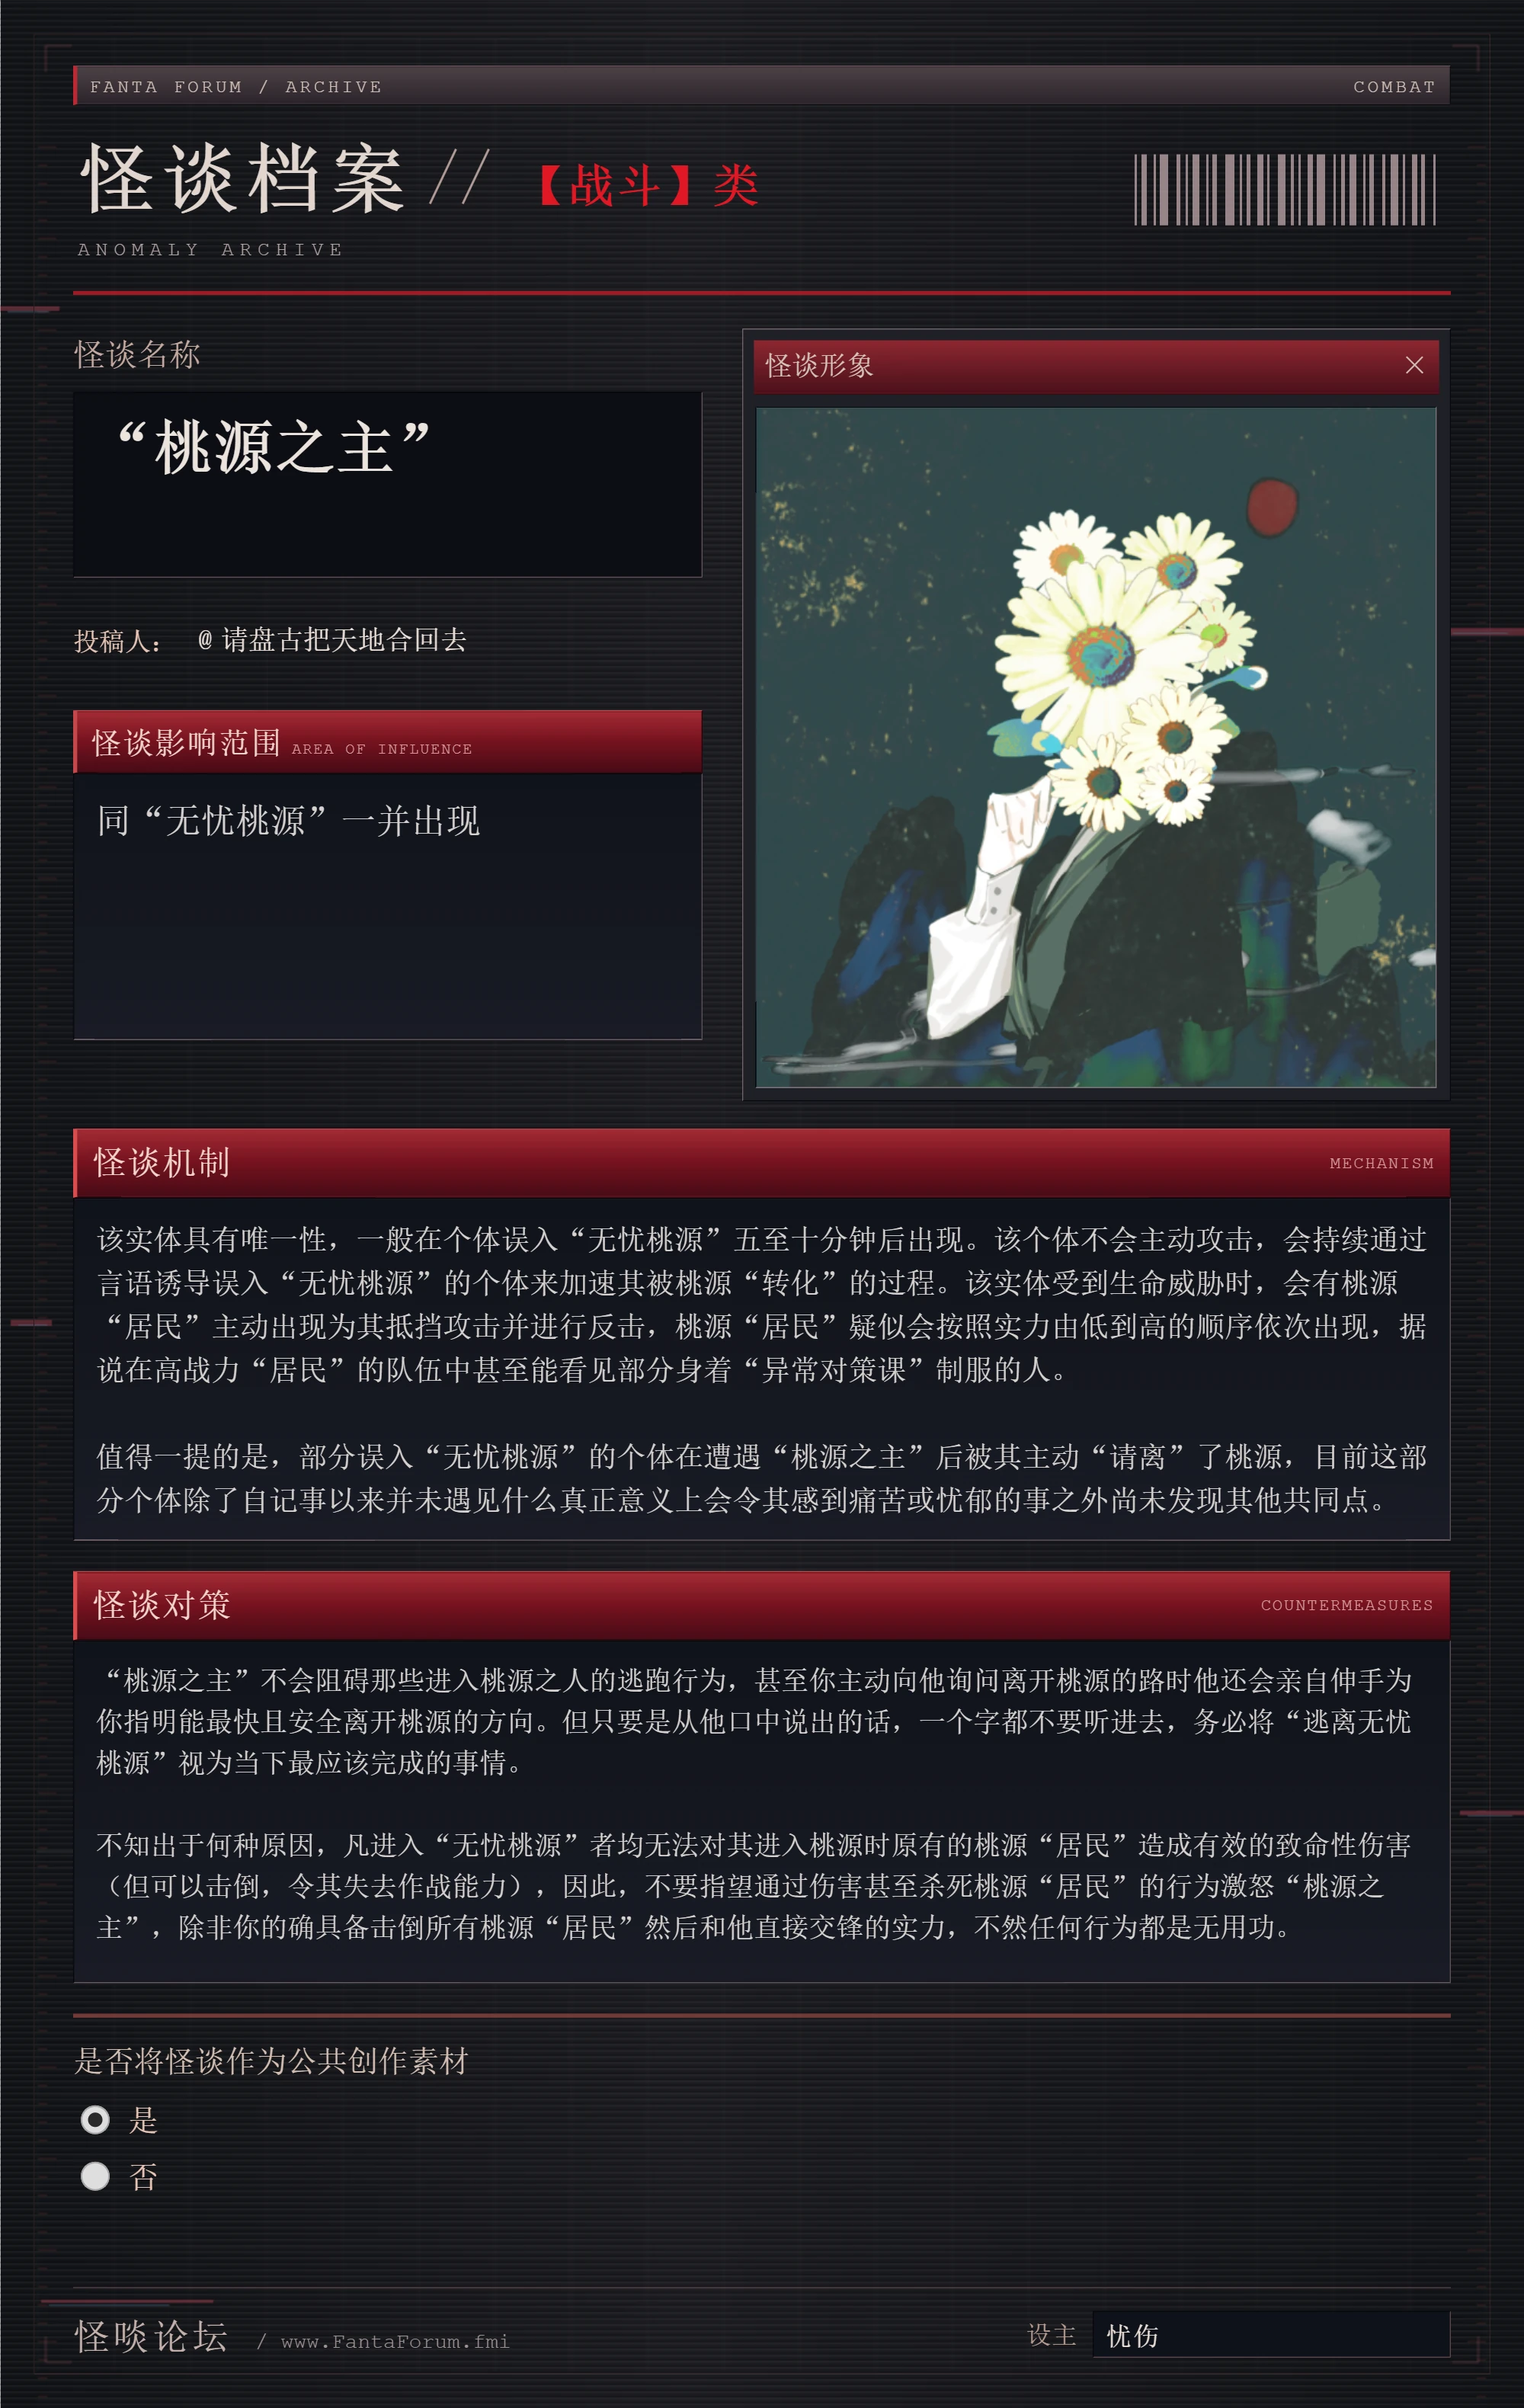 FANTA FORUM / ARCHIVE
COMBAT
怪谈档案 // 【战斗】类
ANOMALY ARCHIVE
怪谈名称
“桃源之主”
投稿人： @请盘古把天地合回去
怪谈影响范围 AREA OF INFLUENCE
同“无忧桃源”一并出现
怪谈形象
怪谈机制
MECHANISM
该实体具有唯一性，一般在个体误入“无忧桃源”五至十分钟后出现。该个体不会主动攻击，会持续通过
言语诱导误入“无忧桃源”的个体来加速其被桃源“转化”的过程。该实体受到生命威胁时，会有桃源
“居民”主动出现为其抵挡攻击并进行反击，桃源“居民”疑似会按照实力由低到高的顺序依次出现，据
说在高战力“居民”的队伍中甚至能看见部分身着“异常对策课”制服的人。
值得一提的是，部分误入“无忧桃源”的个体在遭遇“桃源之主”后被其主动“请离”了桃源，目前这部
分个体除了自记事以来并未遇见什么真正意义上会令其感到痛苦或忧郁的事之外尚未发现其他共同点。
怪谈对策
COUNTERMEASURES
“桃源之主”不会阻碍那些进入桃源之人的逃跑行为，甚至你主动向他询问离开桃源的路时他还会亲自伸手为
你指明能最快且安全离开桃源的方向。但只要是从他口中说出的话，一个字都不要听进去，务必将“逃离无忧
桃源”视为当下最应该完成的事情。
不知出于何种原因，凡进入“无忧桃源”者均无法对其进入桃源时原有的桃源“居民”造成有效的致命性伤害
（但可以击倒，令其失去作战能力），因此，不要指望通过伤害甚至杀死桃源“居民”的行为激怒“桃源之
主”，除非你的确具备击倒所有桃源“居民”然后和他直接交锋的实力，不然任何行为都是无用功。
是否将怪谈作为公共创作素材
是
否
怪啖论坛 / www.FantaForum.fmi
设主 忧伤